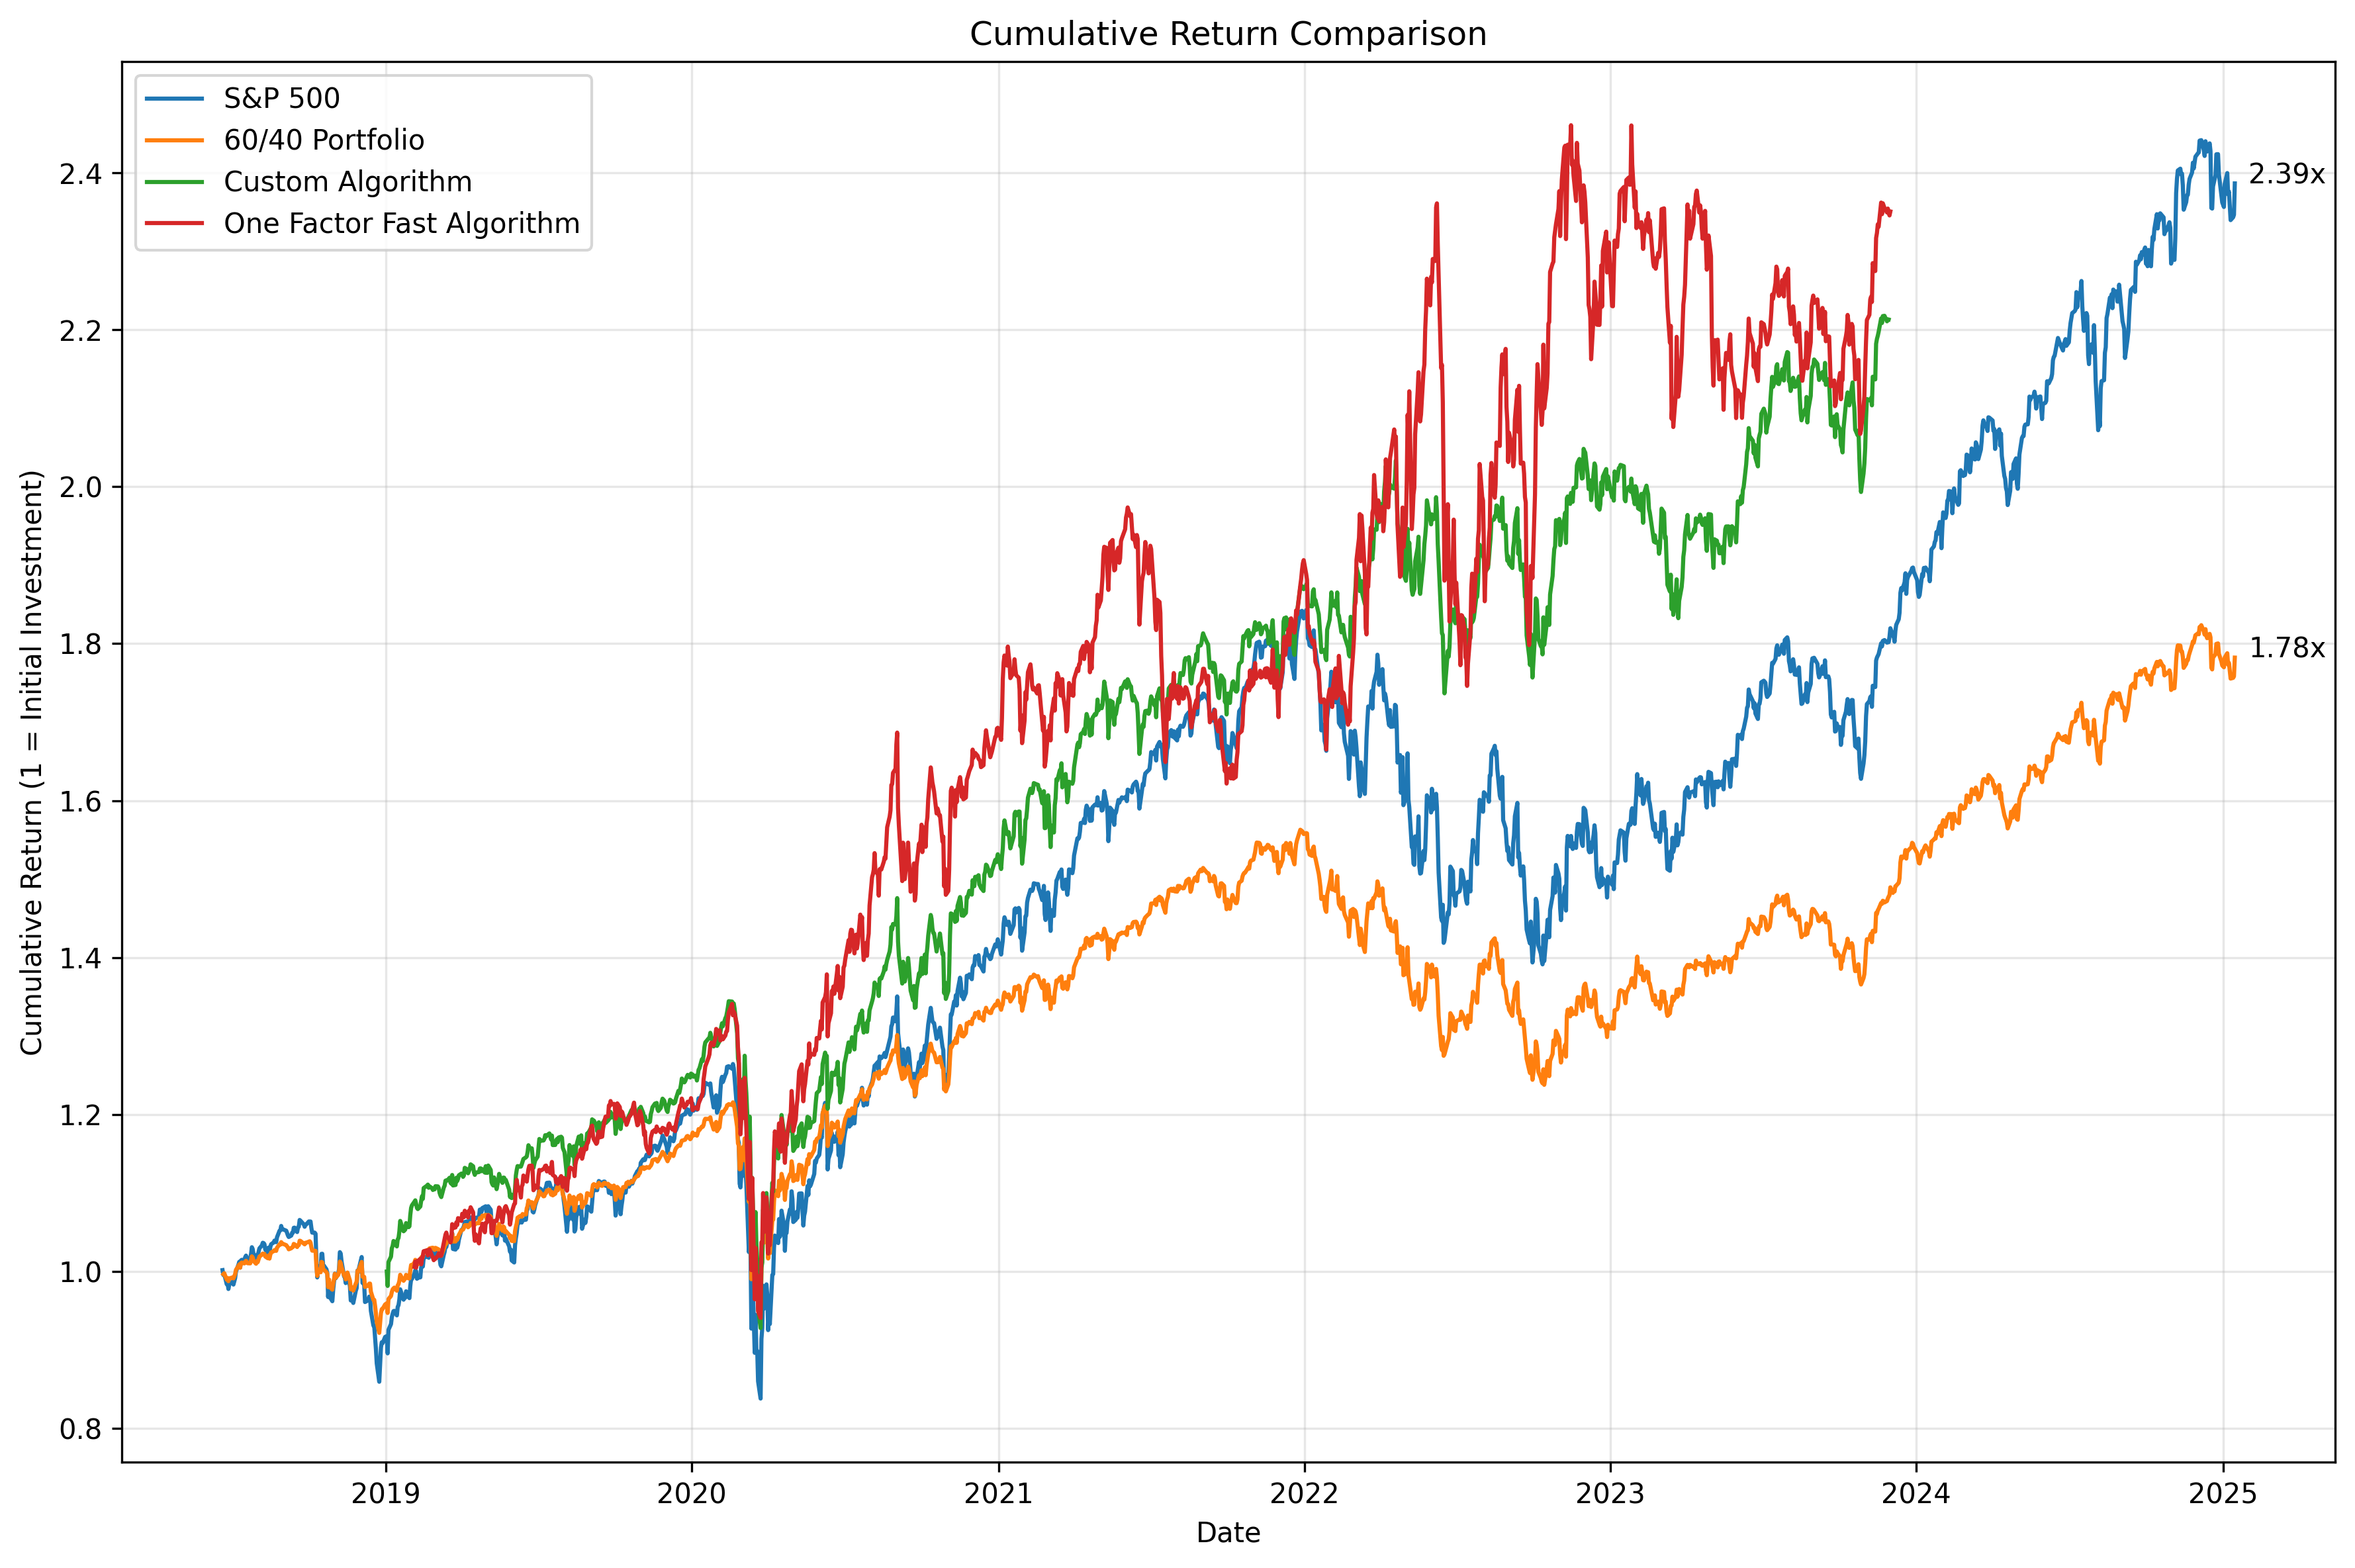 Cumulative Return Comparison
S&P 500
60/40 Portfolio
Custom Algorithm
One Factor Fast Algorithm
Cumulative Return (1 = Initial Investment)
2.4
2.2
2.0
1.8
1.6
1.4
1.2
1.0
0.8
2.39x
1.78x
2019
2020
2021
2022
2023
2024
2025
Date